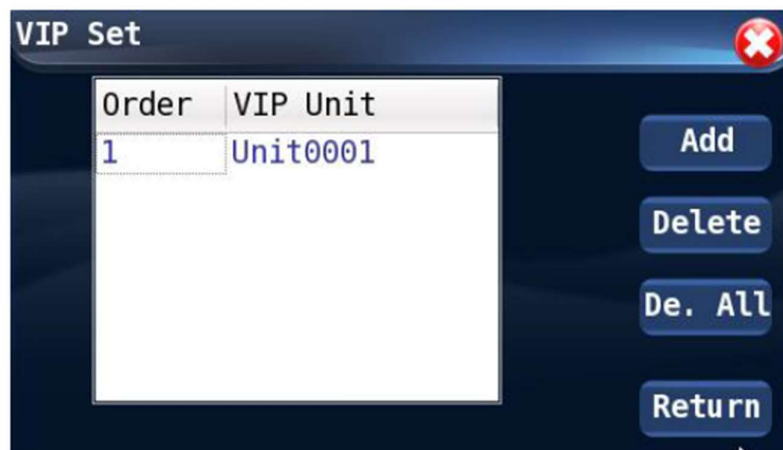 VIP Set
Order VIP Unit
1 Unit0001
Add
Delete
De. All
Return